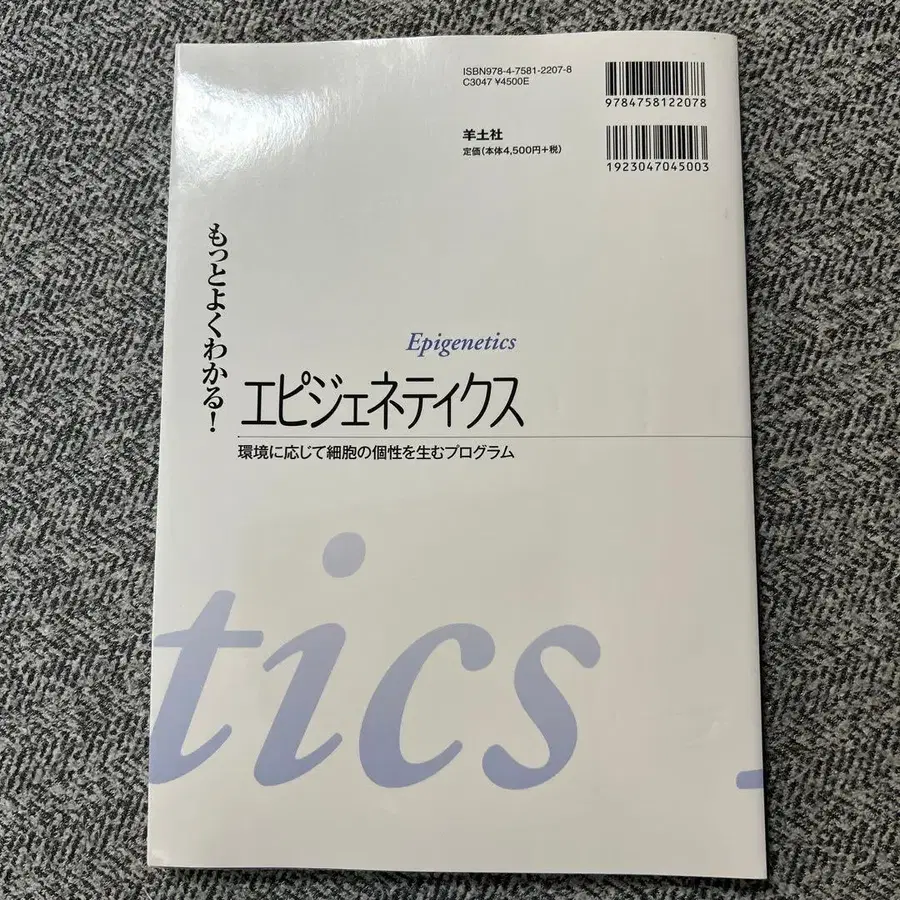 ISBN978-4-7581-2207-8
C3047 ¥4500E
9784758122078
羊土社
定価(本体4,500円+税)
1923047045003
もっとよくわかる!
Epigenetics
エピジェネティクス
環境に応じて細胞の個性を生むプログラム
tics